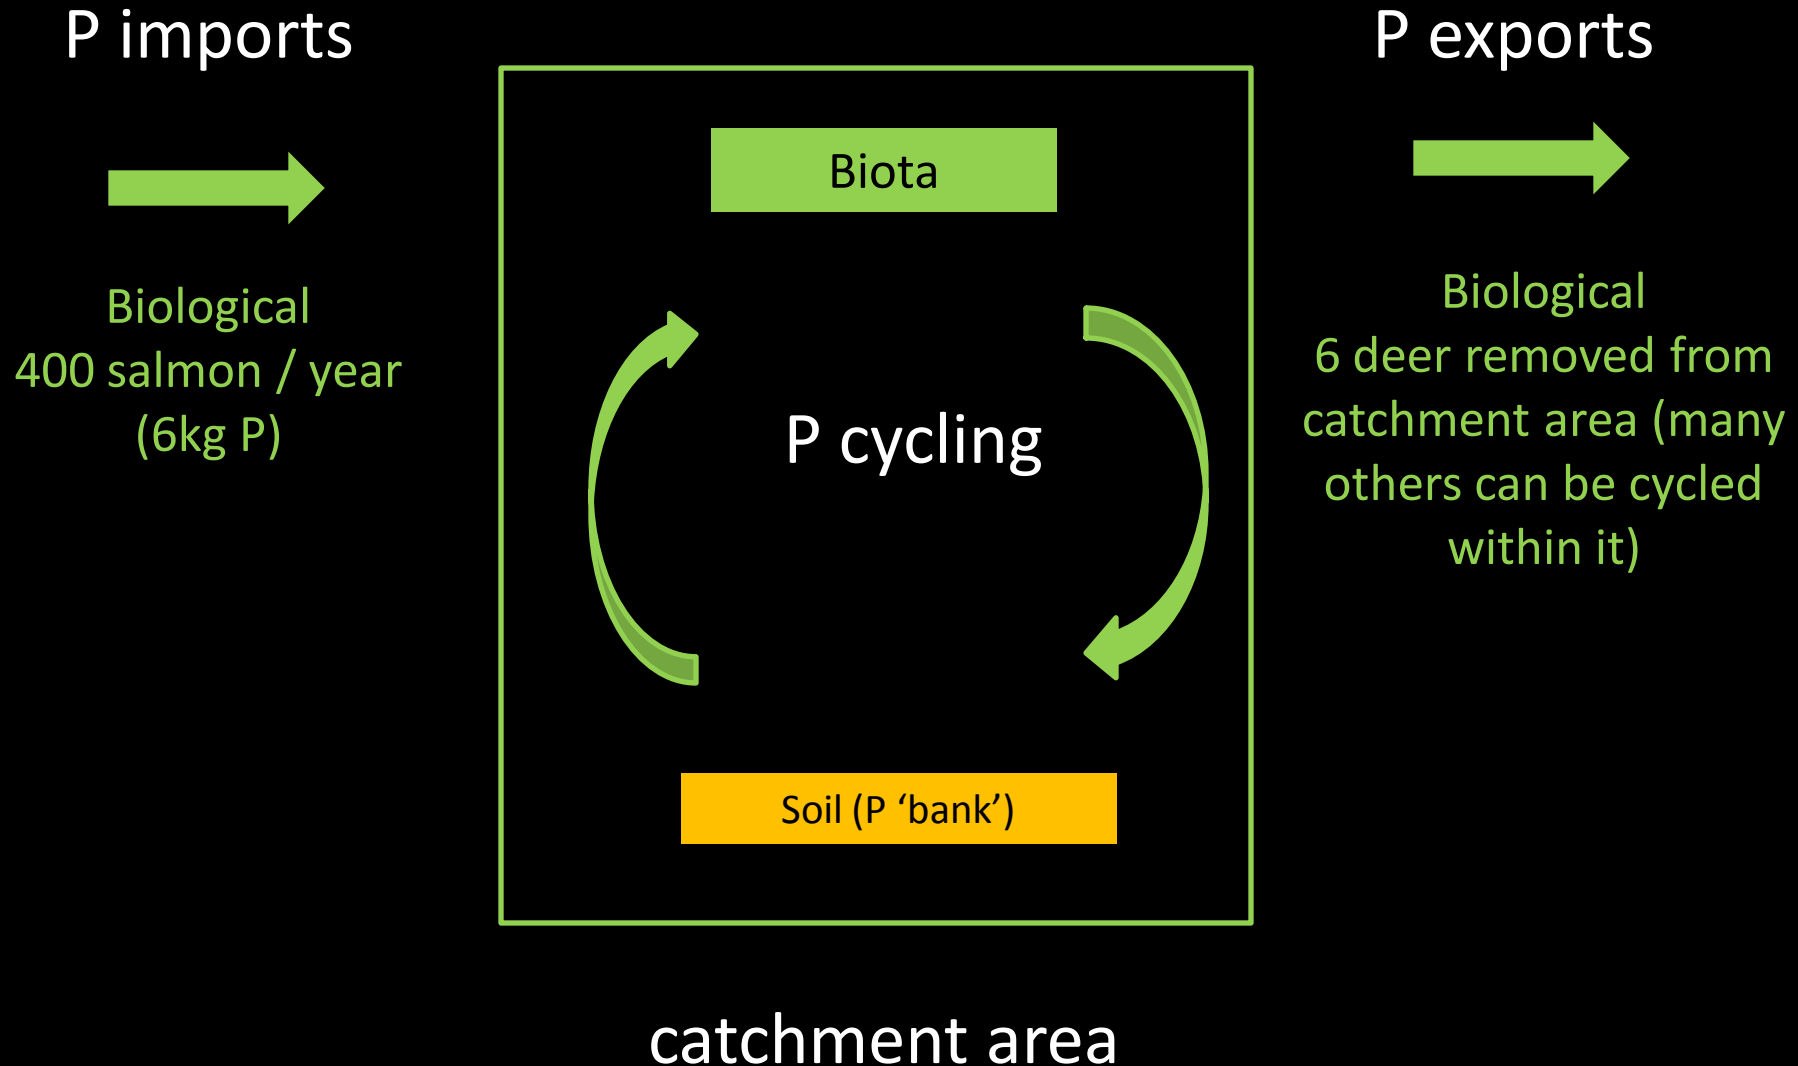 P imports
P exports
Biota
Biological
400 salmon / year
(6kg P)
P cycling
Biological
6 deer removed from
catchment area (many
others can be cycled
within it)
Soil (P ‘bank’)
catchment area